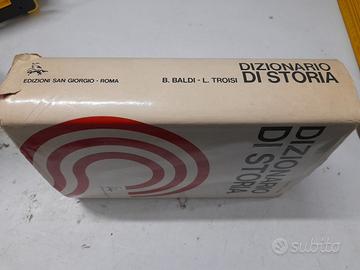 EDIZIONI SAN GIORGIO - ROMA
B. BALDI - L. TROISI
DIZIONARIO
DI STORIA
DIZIONARIO
DI STORIA
subito